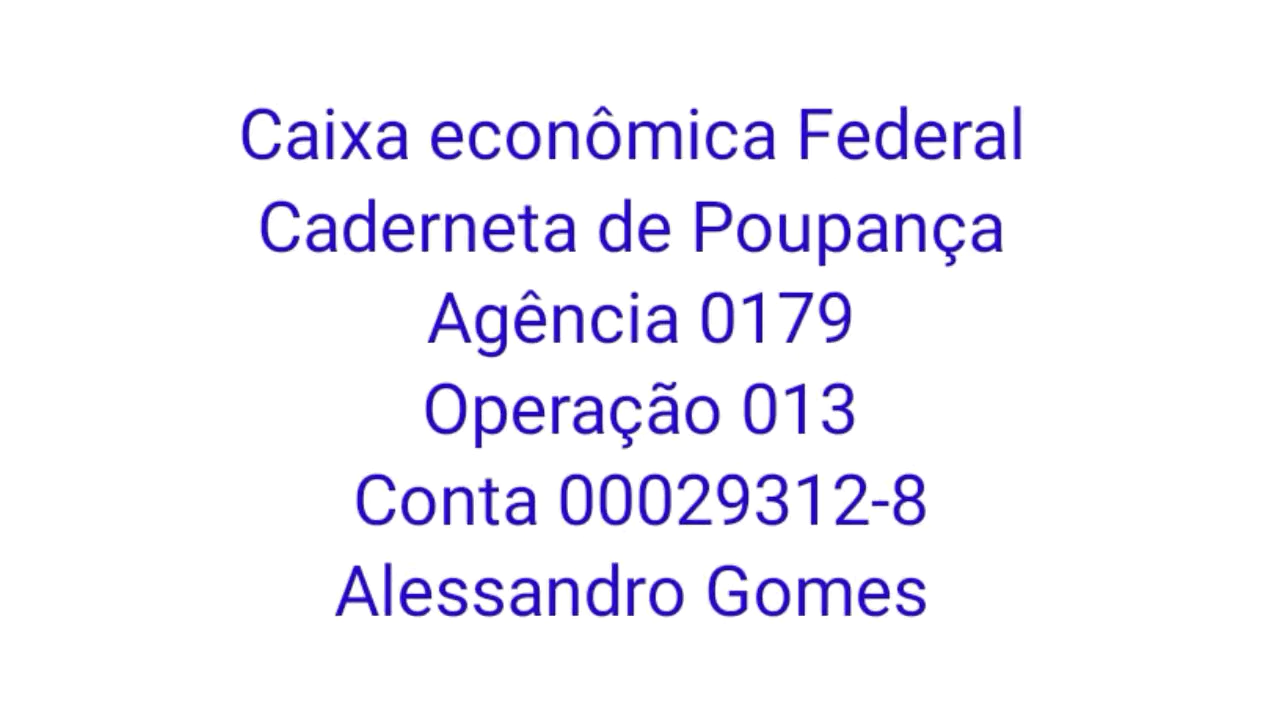 Caixa econômica Federal
Caderneta de Poupança
Agência 0179
Operação 013
Conta 00029312-8
Alessandro Gomes